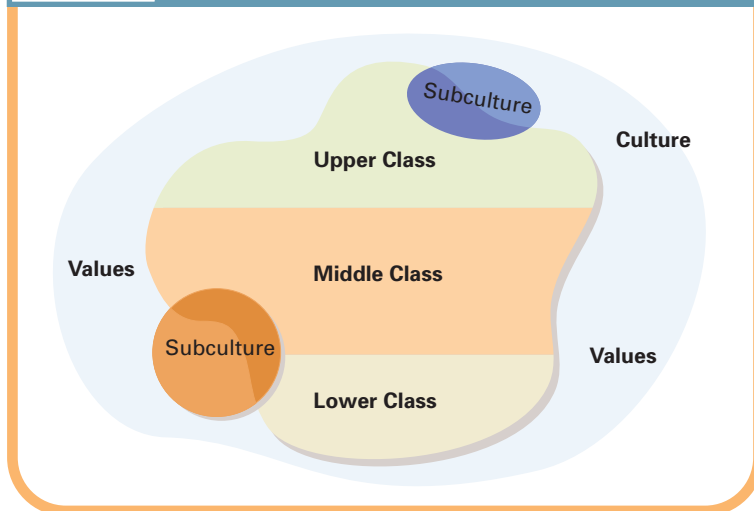 Subculture
Culture
Upper Class
Values
Middle Class
Subculture
Values
Lower Class